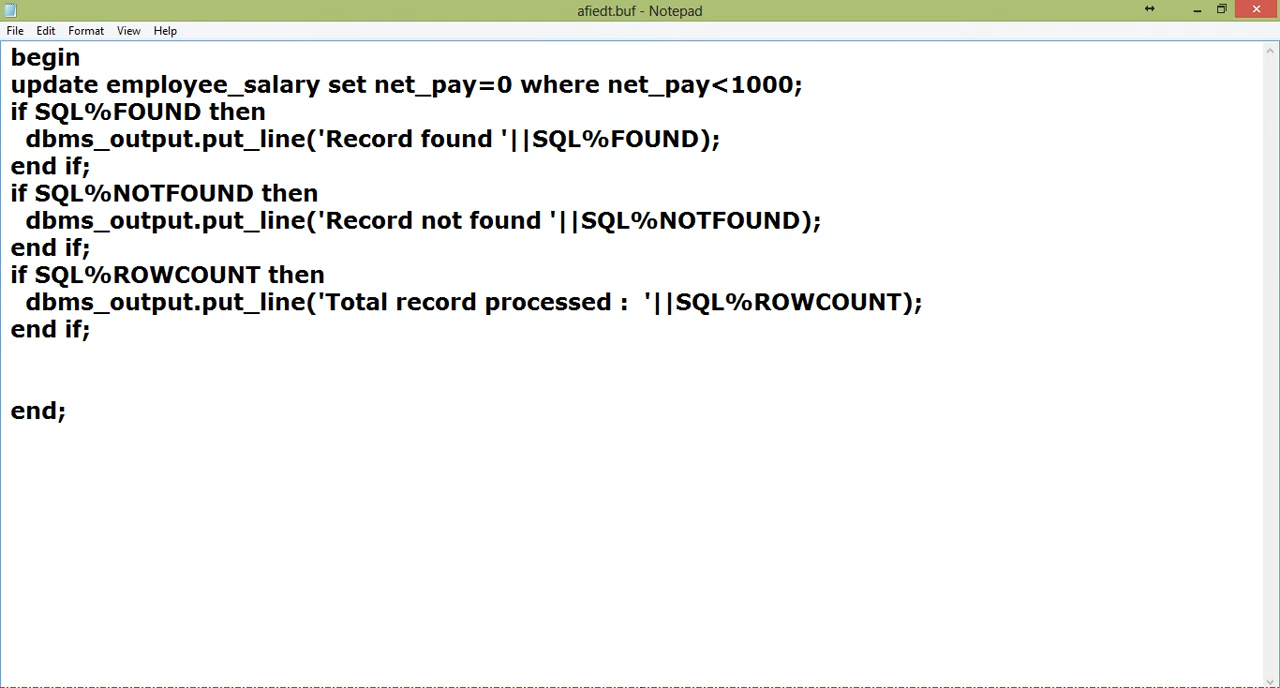 afiedt.buf - Notepad
File Edit Format View Help
begin
update employee_salary set net_pay=0 where net_pay<1000;
if SQL%FOUND then
  dbms_output.put_line('Record found '||SQL%FOUND);
end if;
if SQL%NOTFOUND then
  dbms_output.put_line('Record not found '||SQL%NOTFOUND);
end if;
if SQL%ROWCOUNT then
  dbms_output.put_line('Total record processed :  '||SQL%ROWCOUNT);
end if;
end;